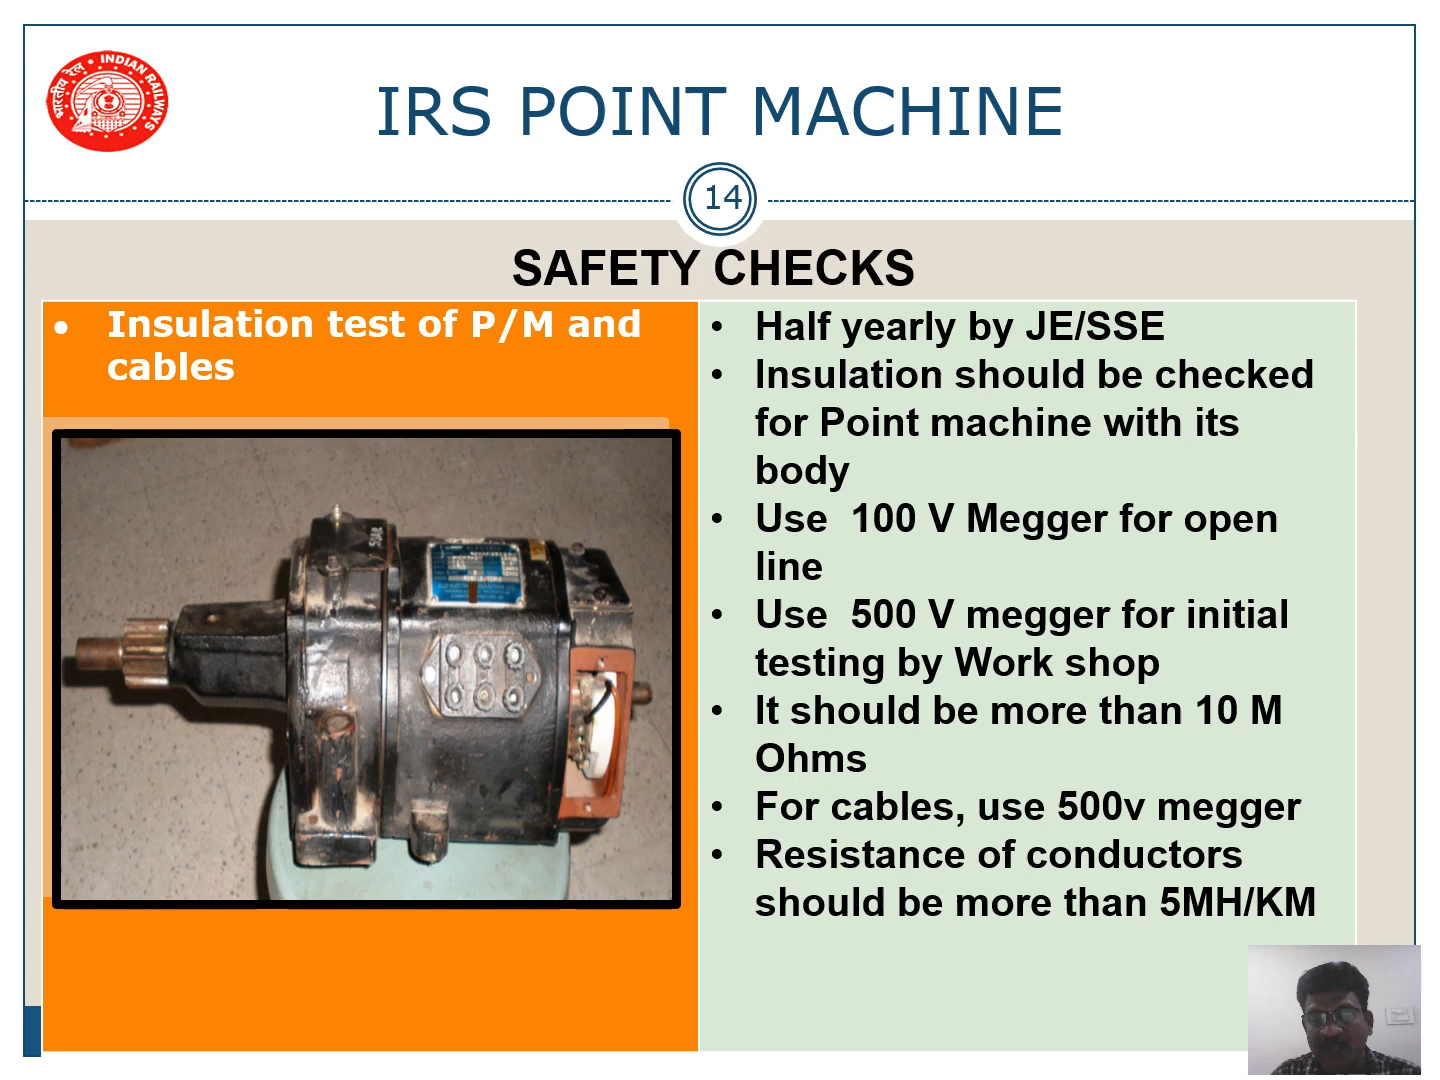 भारतीय रेल • INDIAN RAILWAYS
IRS POINT MACHINE
14
SAFETY CHECKS
• Insulation test of P/M and
cables
• Half yearly by JE/SSE
• Insulation should be checked
for Point machine with its
body
• Use 100 V Megger for open
line
• Use 500 V megger for initial
testing by Work shop
• It should be more than 10 M
Ohms
• For cables, use 500v megger
• Resistance of conductors
should be more than 5MH/KM